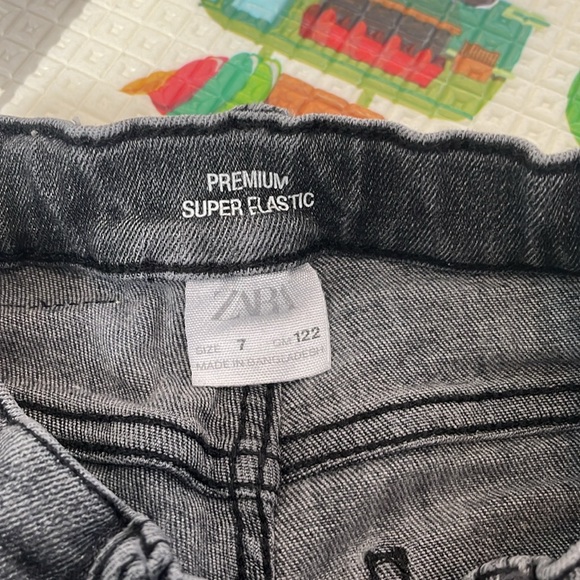 PREMIUM
SUPER ELASTIC
ZARA
SIZE 7 CM 122
MADE IN BANGLADESH